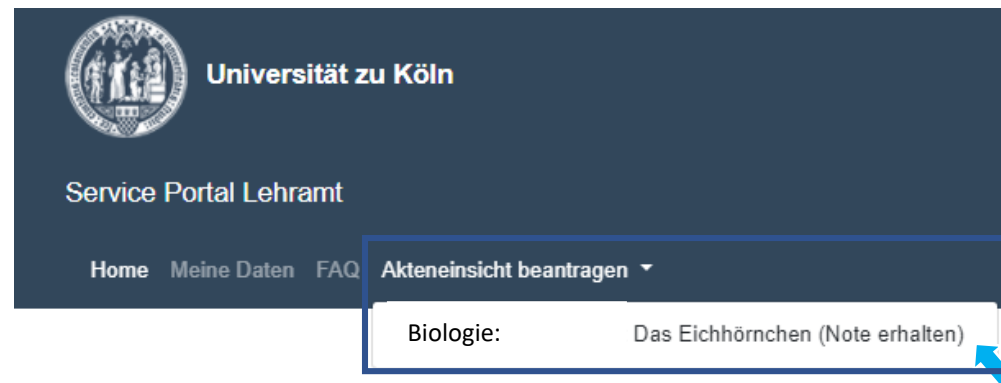 Universität zu Köln
Service Portal Lehramt
Home Meine Daten FAQ Akteneinsicht beantragen
Biologie: Das Eichhörnchen (Note erhalten)